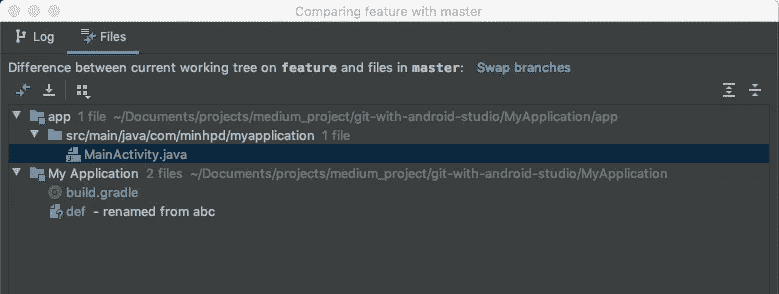 Comparing feature with master
Log Files
Difference between current working tree on feature and files in master: Swap branches
app 1 file ~/Documents/projects/medium_project/git-with-android-studio/MyApplication/app
src/main/java/com/minhpd/myapplication 1 file
MainActivity.java
My Application 2 files ~/Documents/projects/medium_project/git-with-android-studio/MyApplication
build.gradle
def - renamed from abc